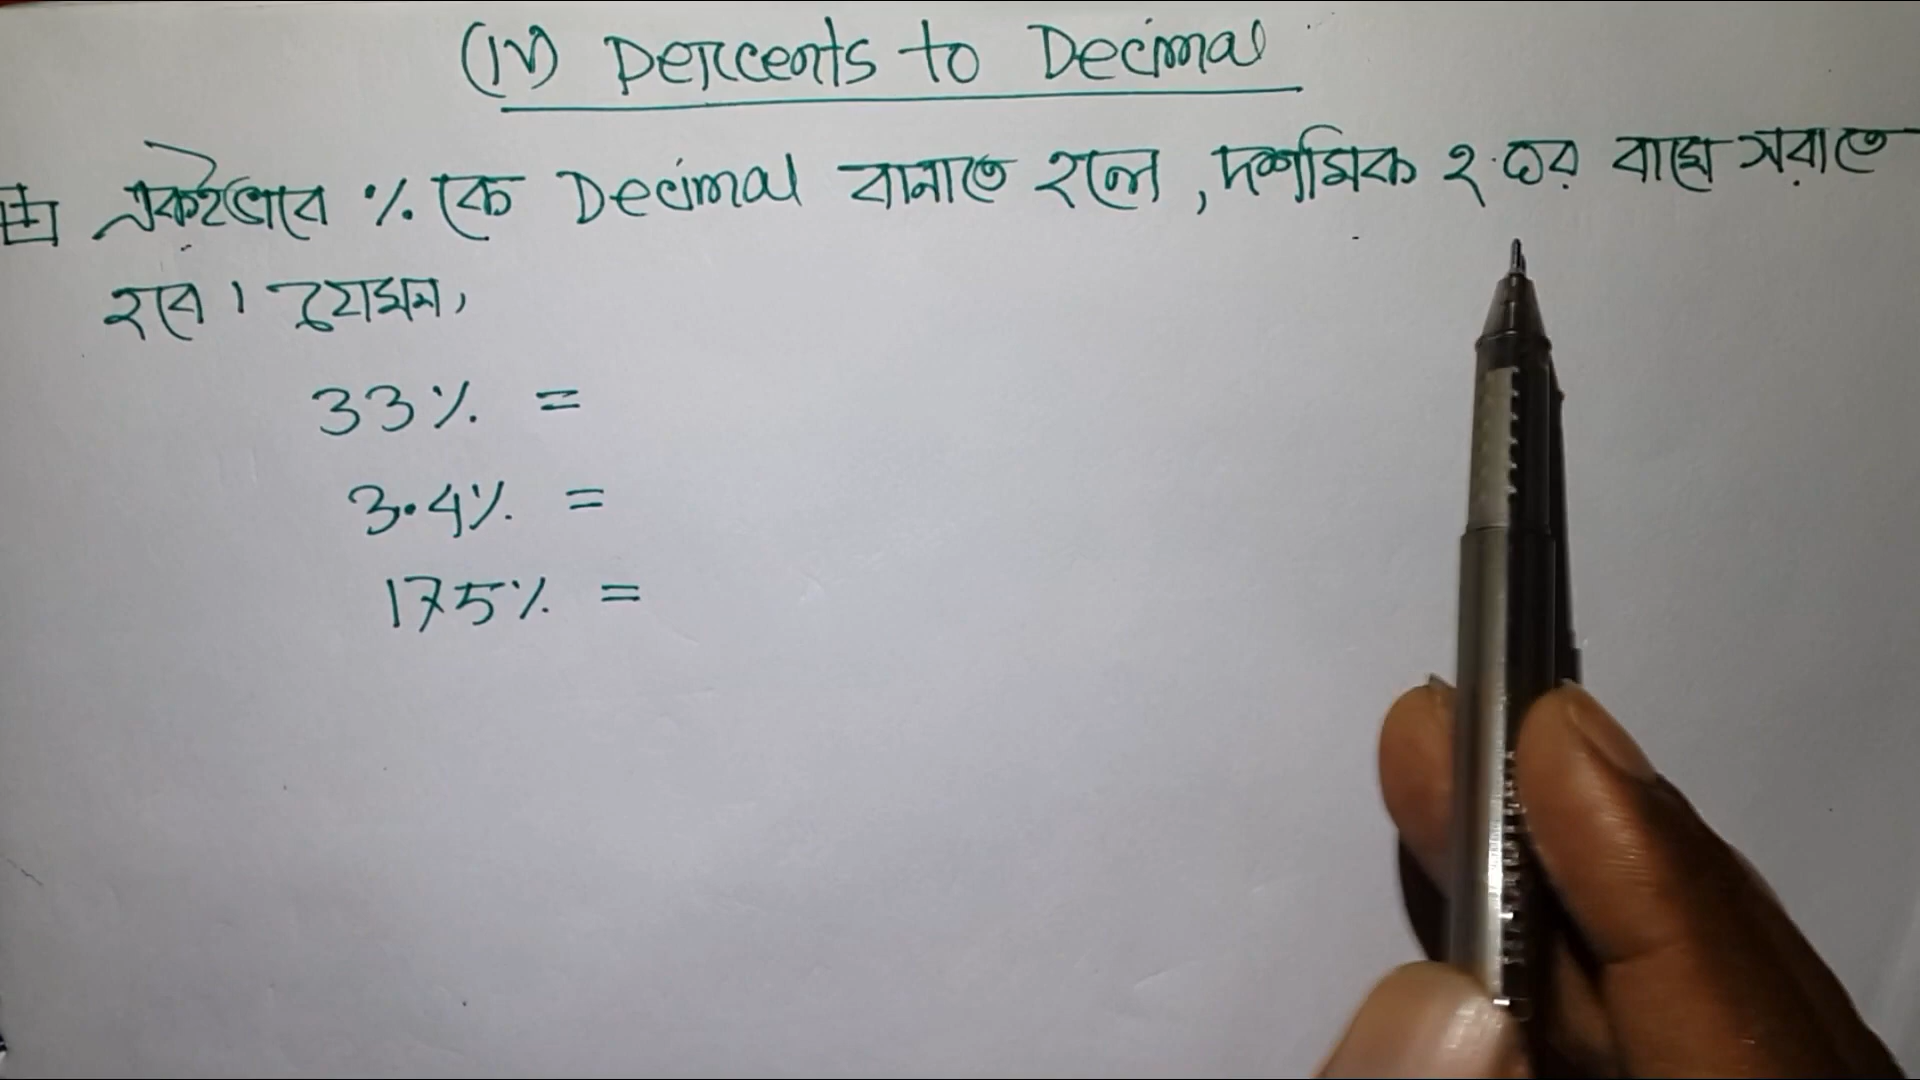 (IV) Percents to Decimal
একইভাবে % কে Decimal বানাতে হলে, দশমিক ২ ঘর বামে সরাতে
হবে। যেমন,
33% =
3.4% =
175% =